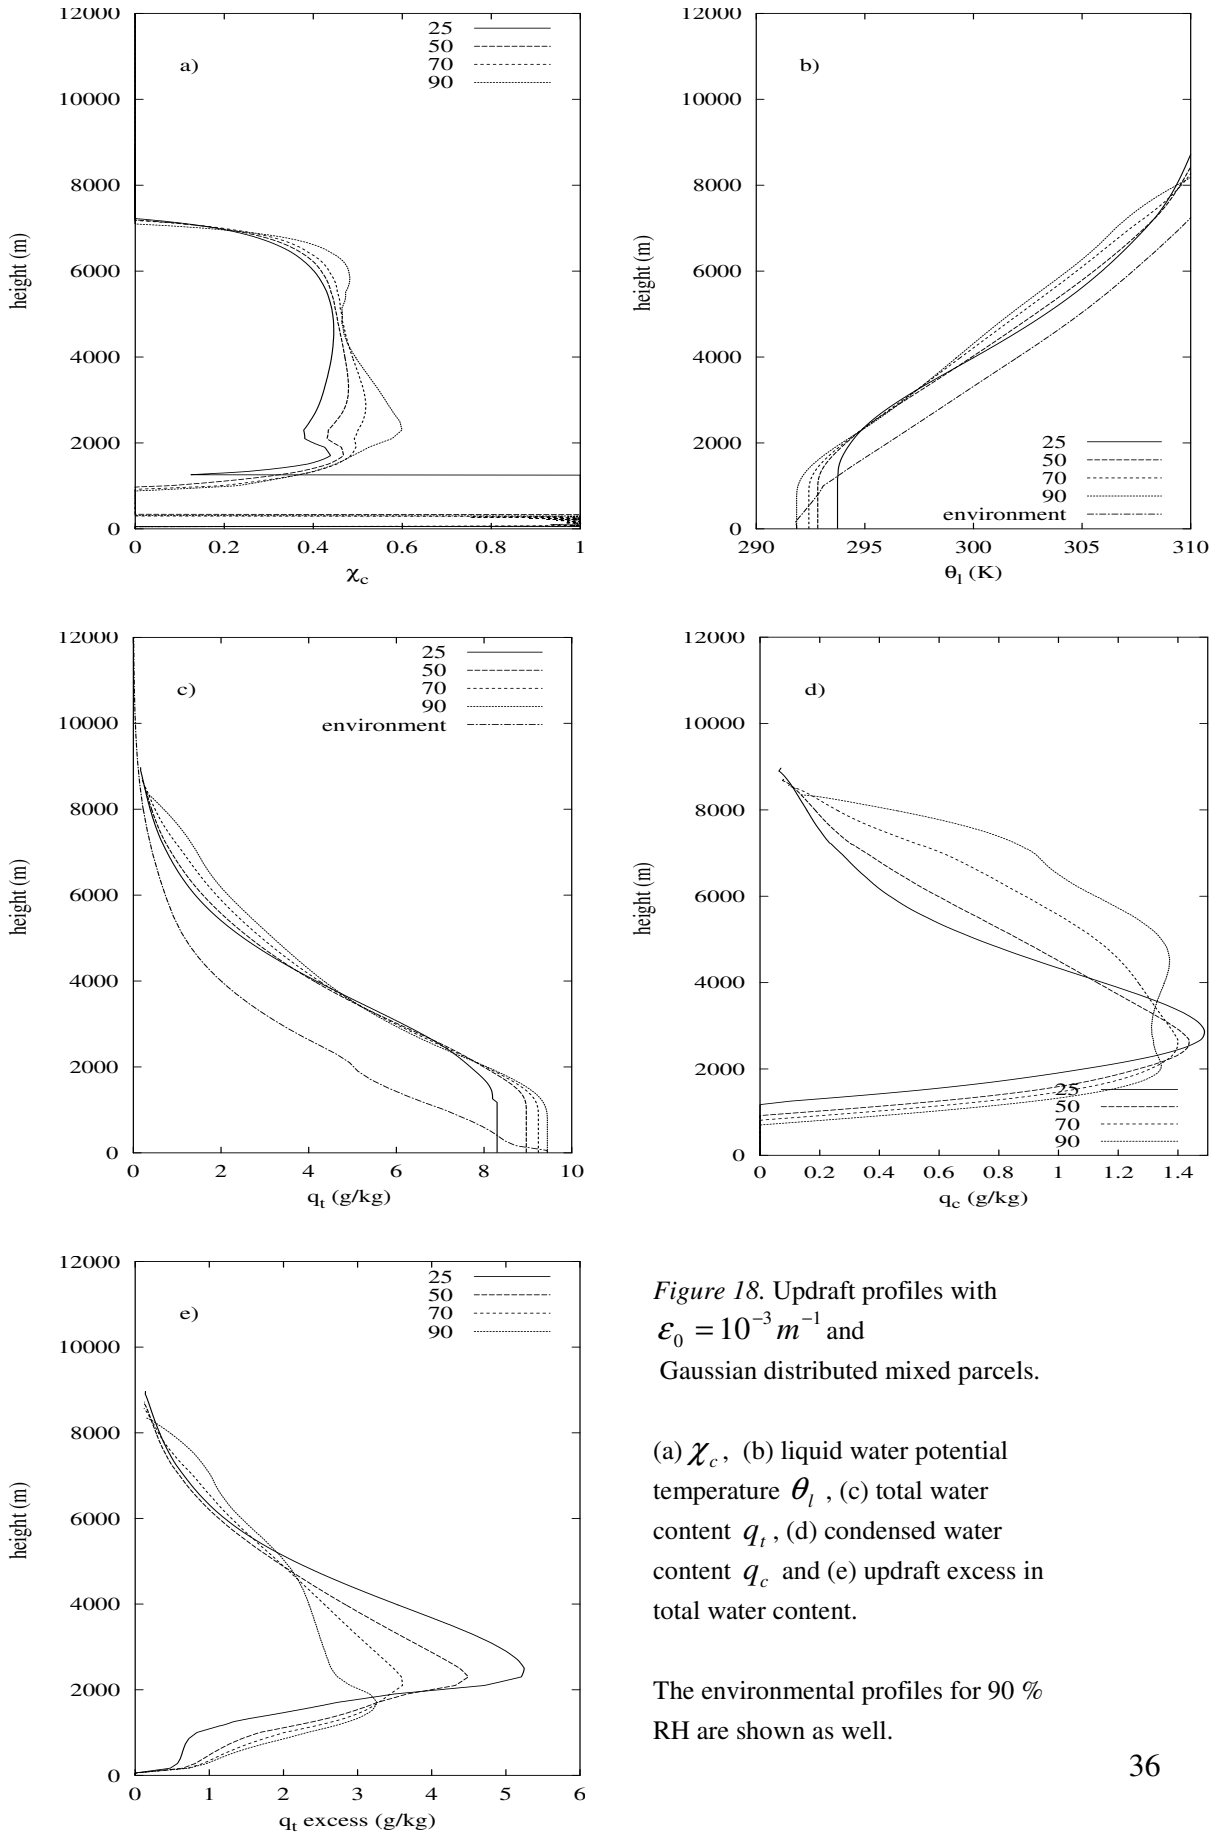 12000
10000
8000
6000
4000
2000
0
height (m)
a)
25
50
70
90
0 0.2 0.4 0.6 0.8 1
χc
12000
10000
8000
6000
4000
2000
0
height (m)
b)
25
50
70
90
environment
290 295 300 305 310
θl (K)
12000
10000
8000
6000
4000
2000
0
height (m)
c)
25
50
70
90
environment
0 2 4 6 8 10
qt (g/kg)
12000
10000
8000
6000
4000
2000
0
height (m)
d)
25
50
70
90
0 0.2 0.4 0.6 0.8 1 1.2 1.4
qc (g/kg)
12000
10000
8000
6000
4000
2000
0
height (m)
e)
25
50
70
90
0 1 2 3 4 5 6
qt excess (g/kg)
Figure 18. Updraft profiles with
ε0 = 10−3 m−1 and
Gaussian distributed mixed parcels.
(a) χc, (b) liquid water potential
temperature θl , (c) total water
content qt , (d) condensed water
content qc and (e) updraft excess in
total water content.
The environmental profiles for 90 %
RH are shown as well.
36